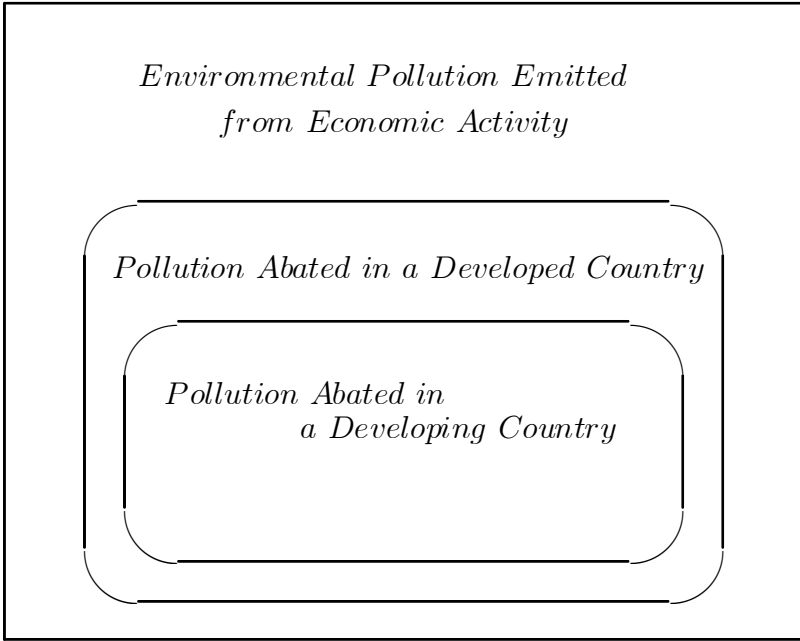 Environmental Pollution Emitted
from Economic Activity
Pollution Abated in a Developed Country
Pollution Abated in
a Developing Country